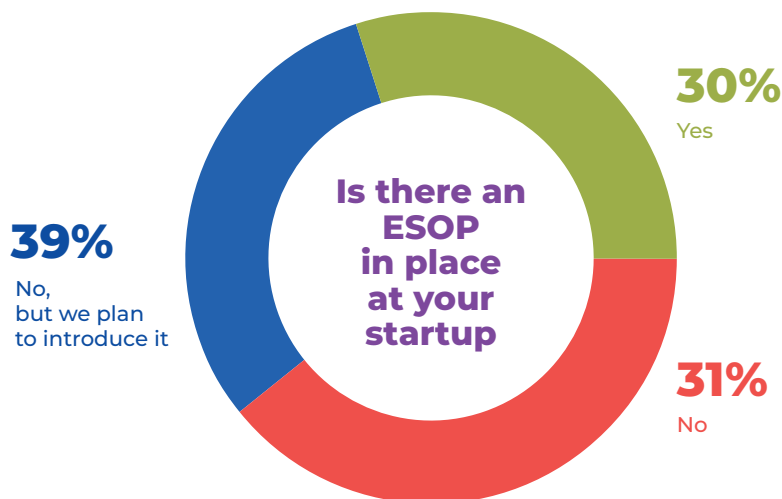 30%
Yes
Is there an
ESOP
in place
at your
startup
39%
No,
but we plan
to introduce it
31%
No